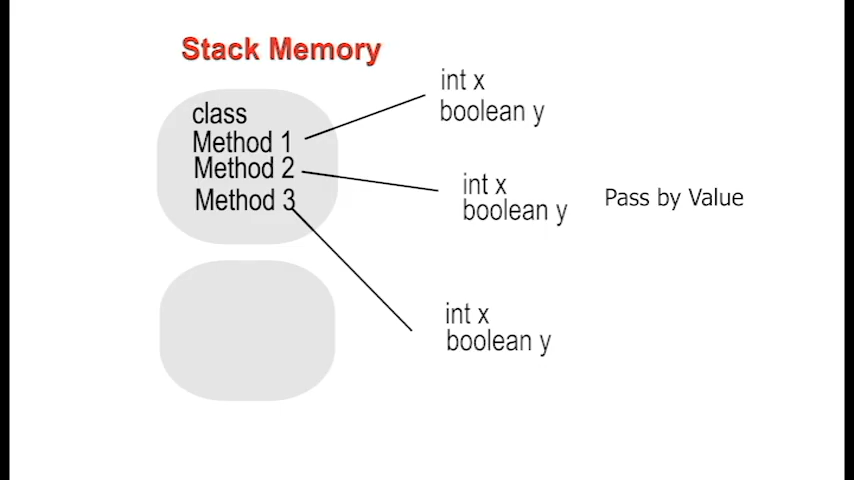 Stack Memory
class
Method 1
Method 2
Method 3
int x
boolean y
int x
boolean y
Pass by Value
int x
boolean y